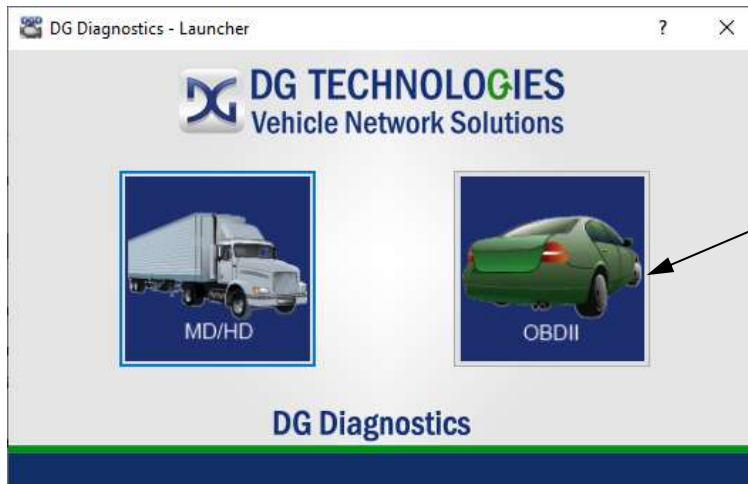 DG Diagnostics - Launcher
DG TECHNOLOGIES
Vehicle Network Solutions
MD/HD
OBDII
DG Diagnostics